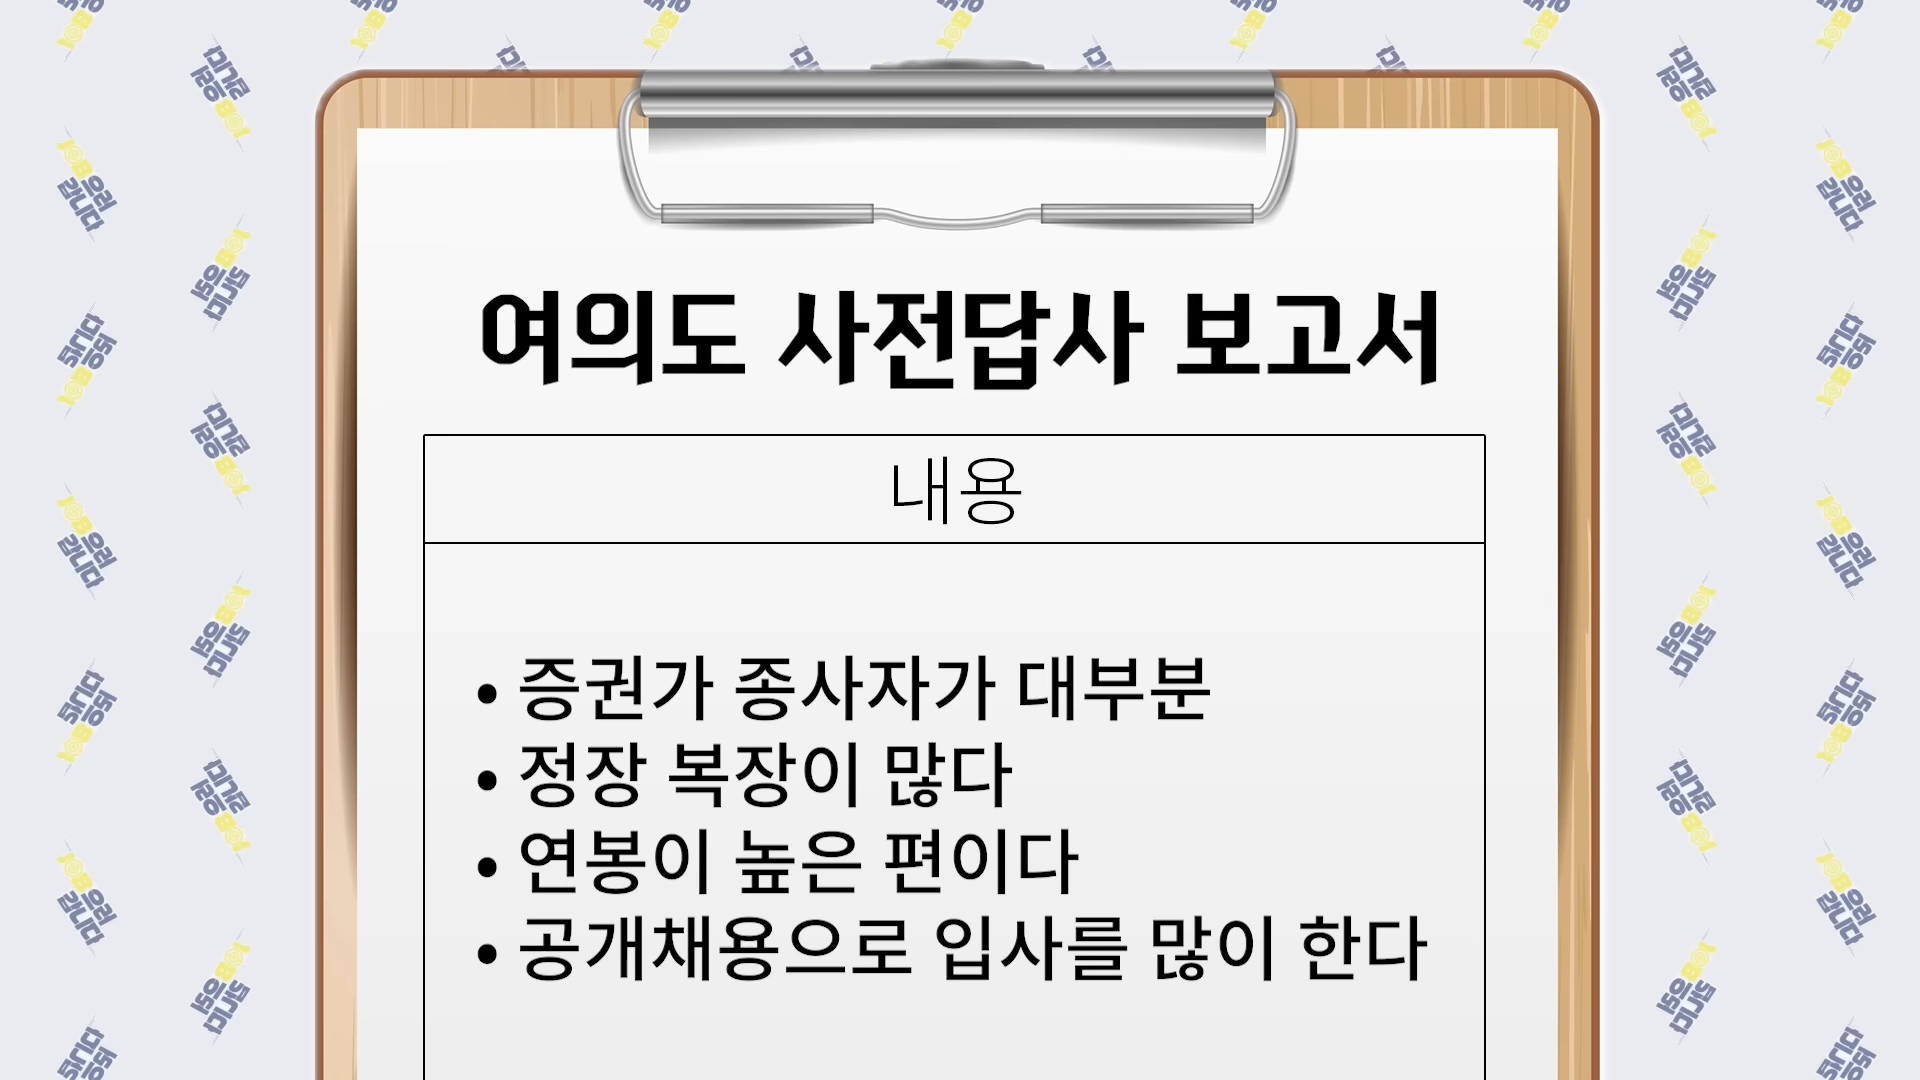 여의도 사전답사 보고서
내용
• 증권가 종사자가 대부분
• 정장 복장이 많다
• 연봉이 높은 편이다
• 공개채용으로 입사를 많이 한다